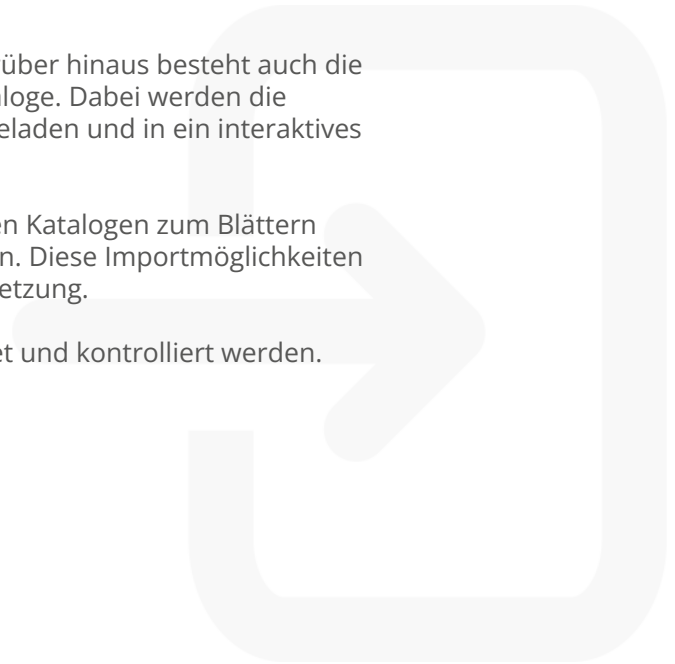 über hinaus besteht auch die
loge. Dabei werden die
eladen und in ein interaktives
en Katalogen zum Blättern
n. Diese Importmöglichkeiten
etzung.
et und kontrolliert werden.